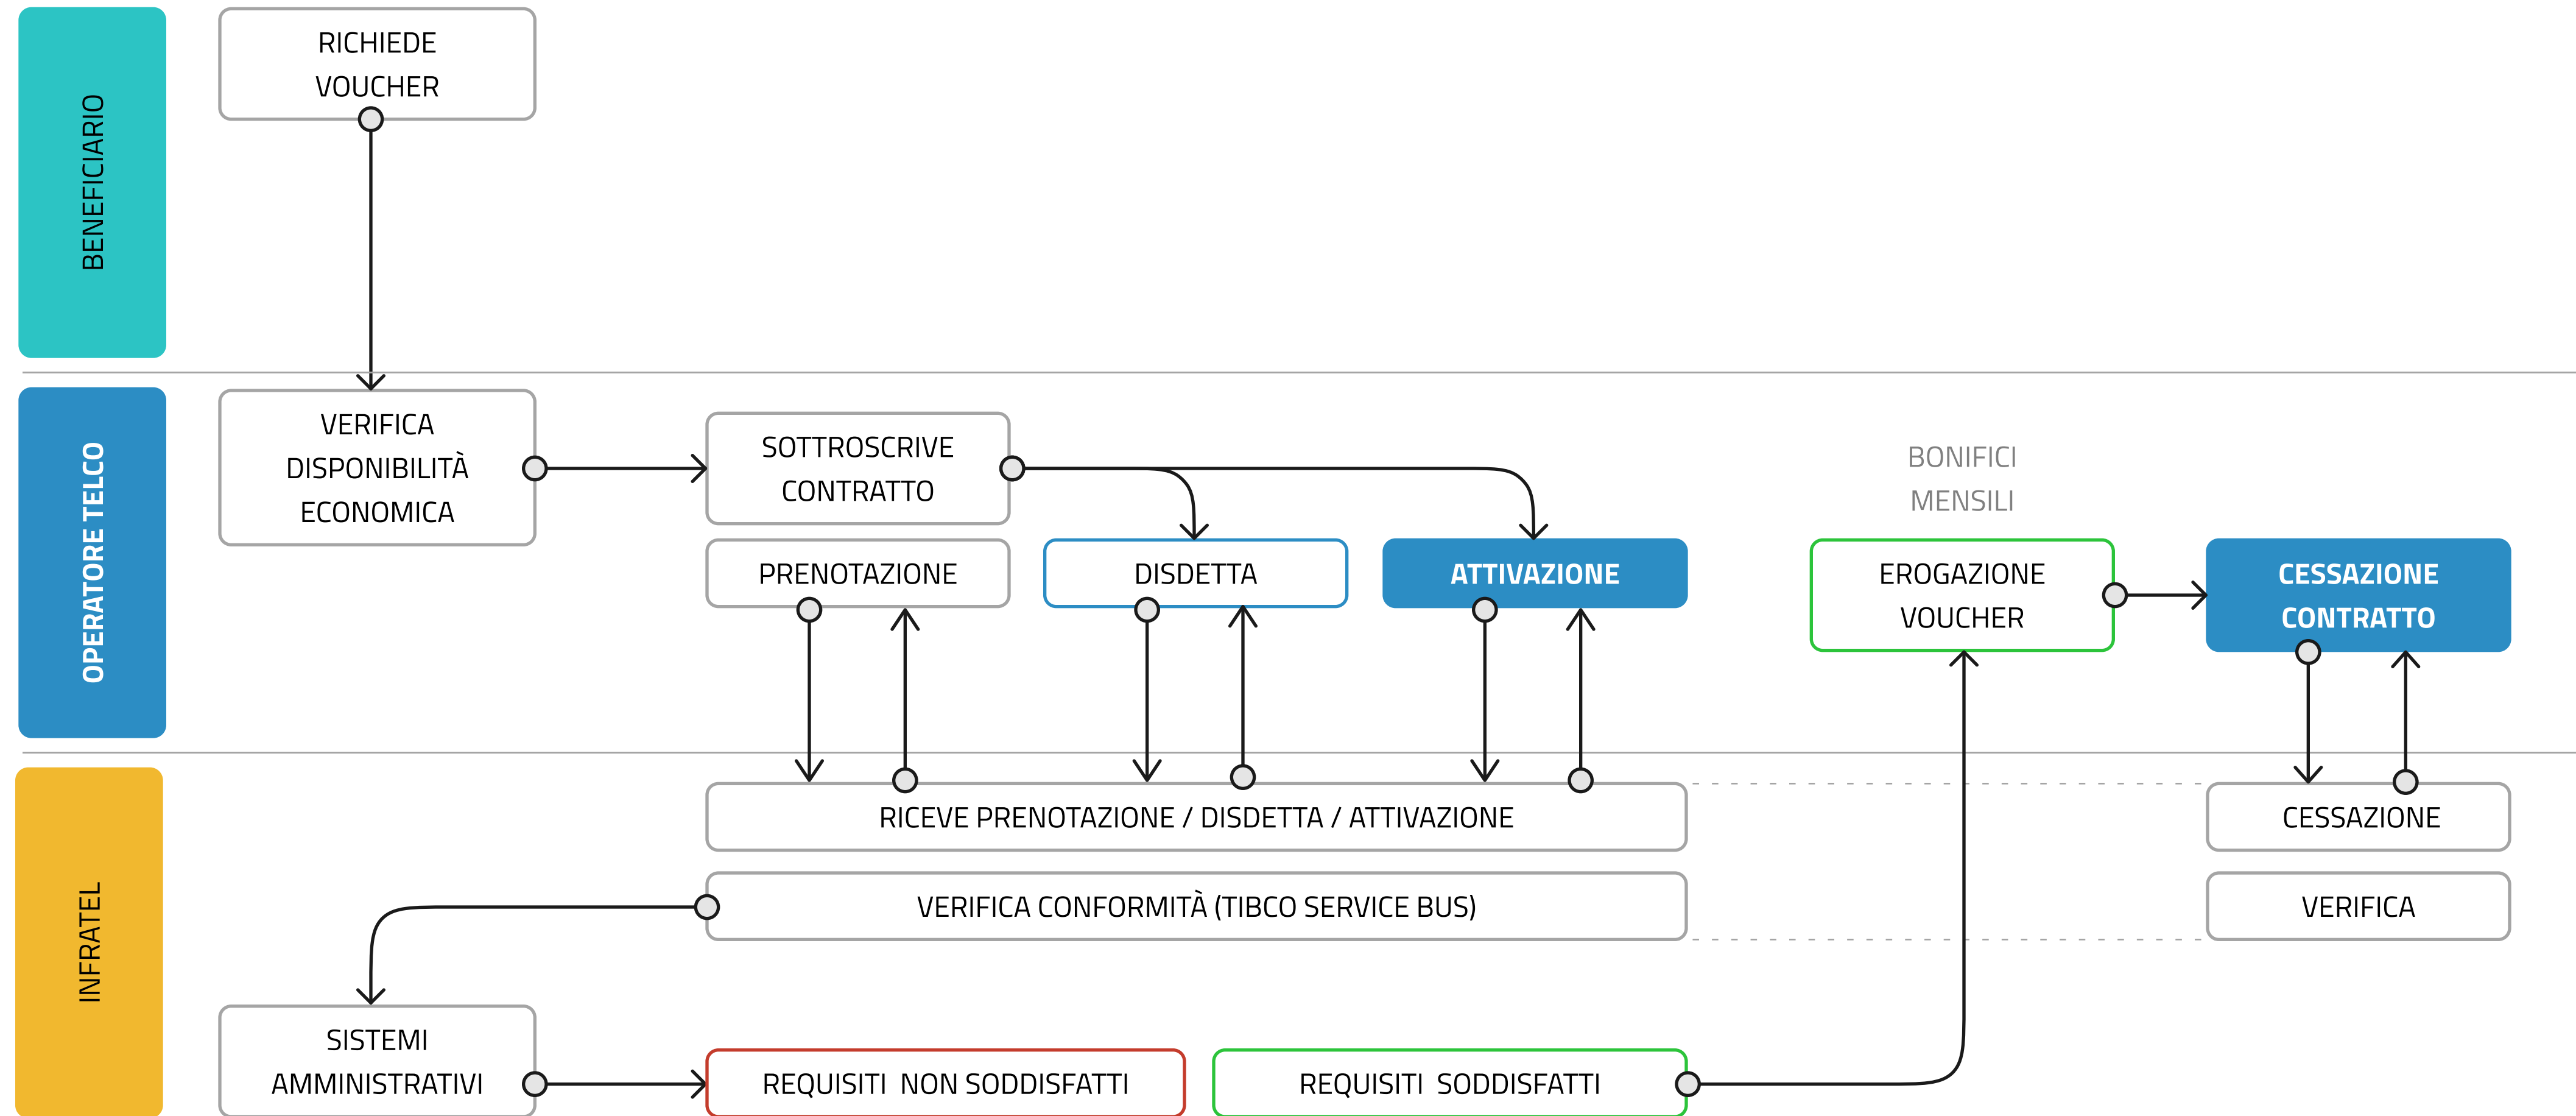 BENEFICIARIO
RICHIEDE
VOUCHER
OPERATORE TELCO
VERIFICA
DISPONIBILITÀ
ECONOMICA
SOTTROSCRIVE
CONTRATTO
PRENOTAZIONE
DISDETTA
ATTIVAZIONE
BONIFICI
MENSILI
EROGAZIONE
VOUCHER
CESSAZIONE
CONTRATTO
INFRATEL
RICEVE PRENOTAZIONE / DISDETTA / ATTIVAZIONE
CESSAZIONE
VERIFICA CONFORMITÀ (TIBCO SERVICE BUS)
VERIFICA
SISTEMI
AMMINISTRATIVI
REQUISITI NON SODDISFATTI
REQUISITI SODDISFATTI